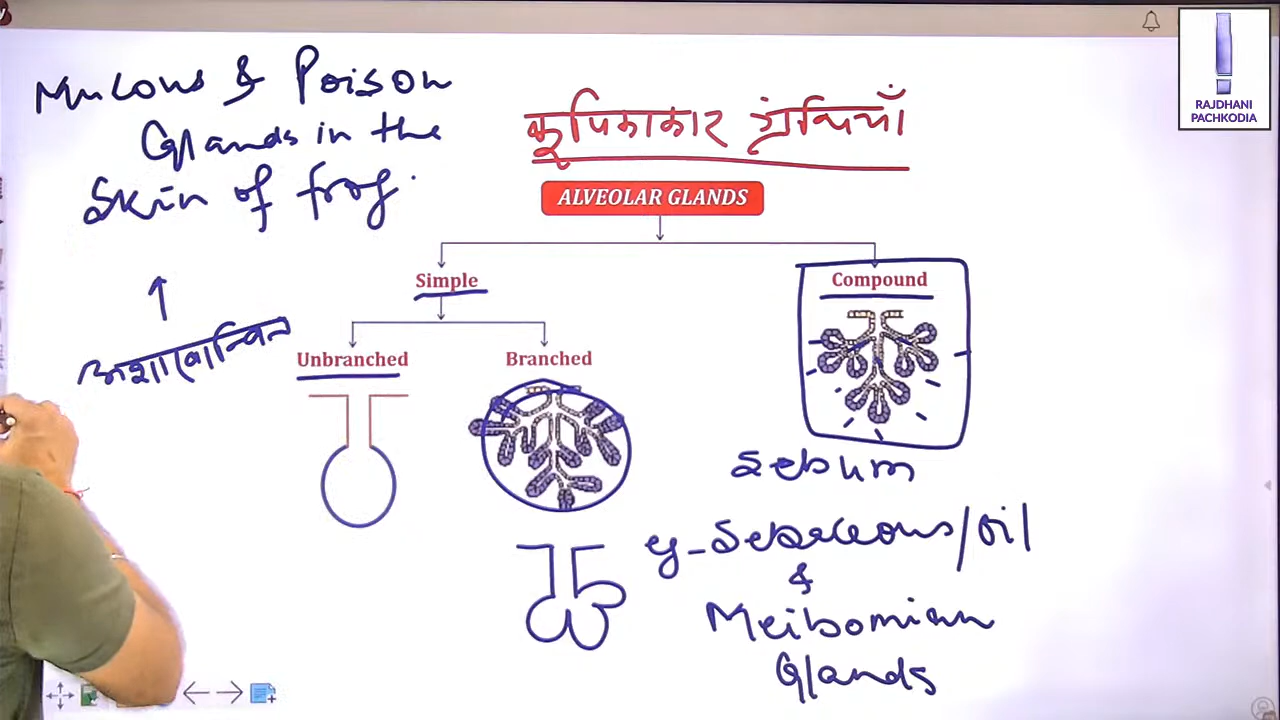 RAJDHANI
PACHKODIA
Mucous & Poison
Glands in the
Skin of frog.
कूपिकाकार ग्रंथियाँ
ALVEOLAR GLANDS
Simple
Compound
Unbranched
Branched
अशाखान्वित
Sebum
eg-Sebaceous/oil
&
Meibomian
Glands